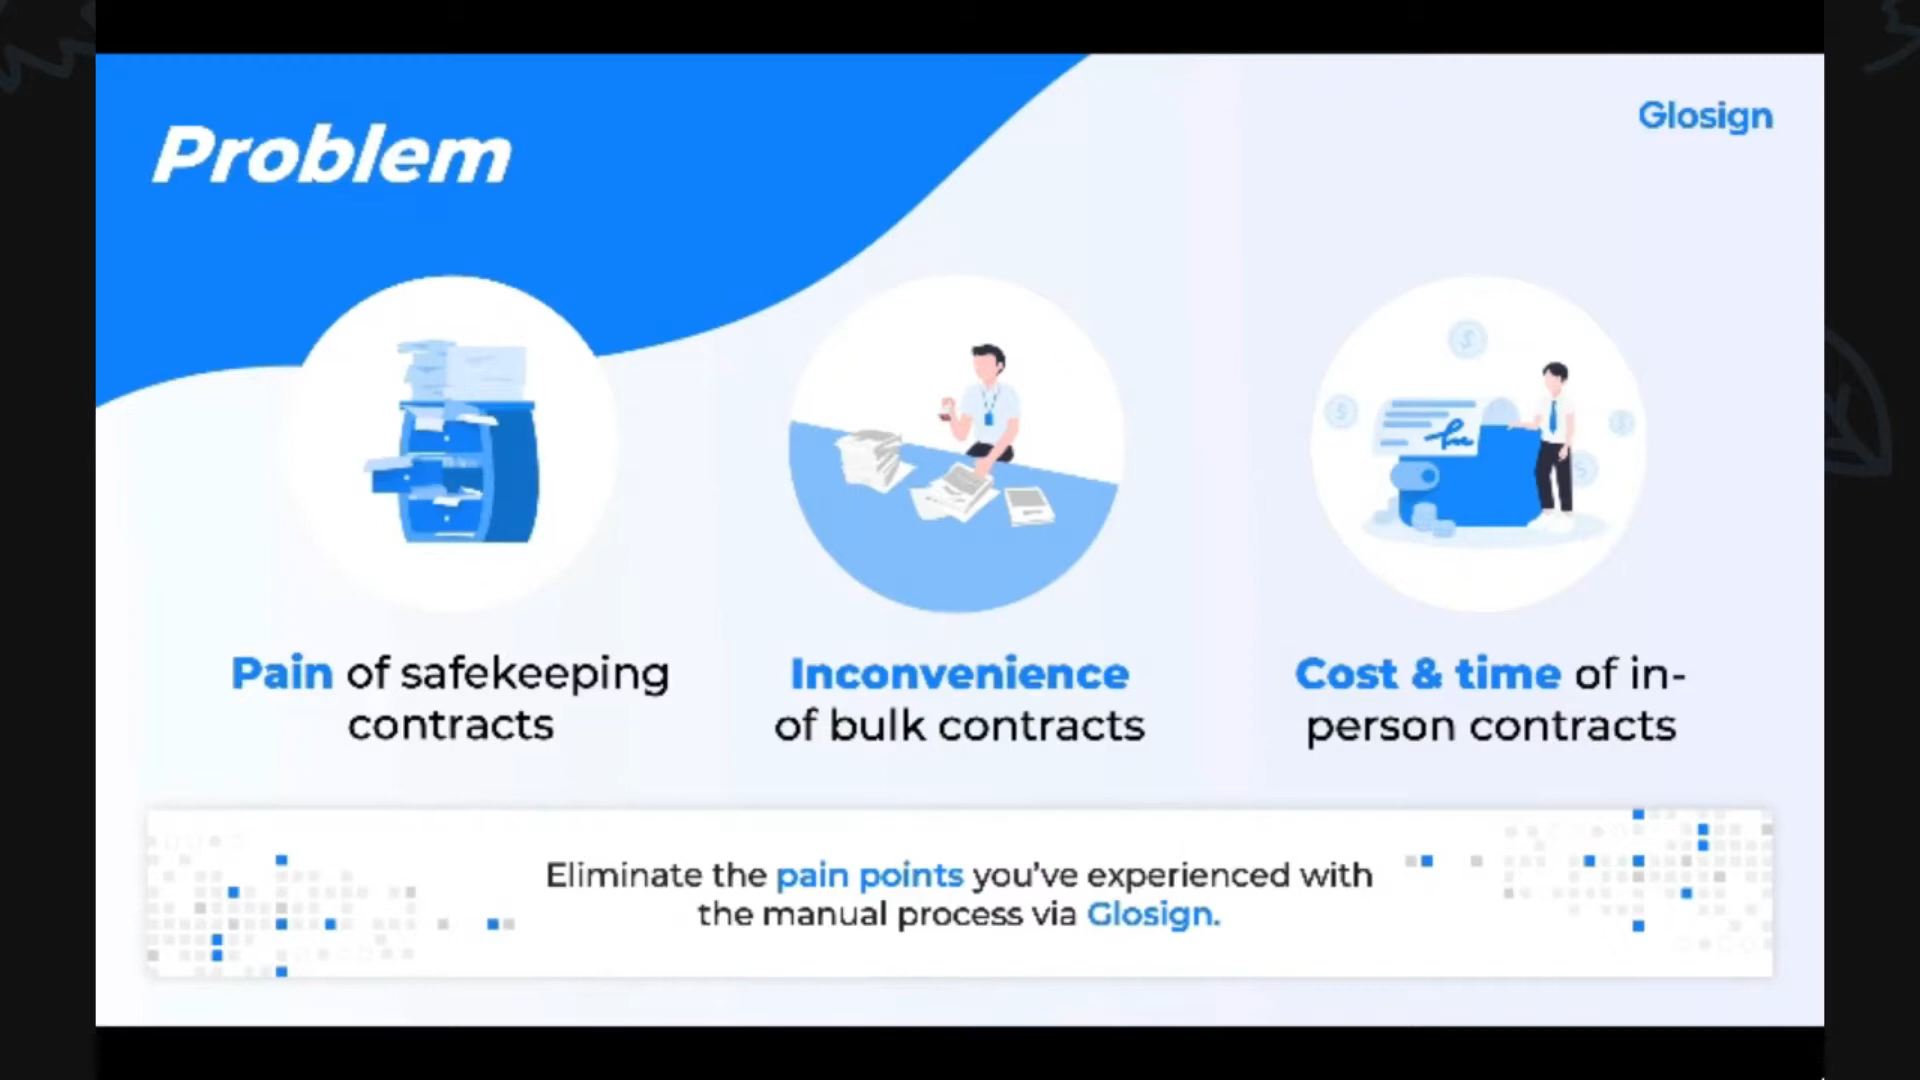 Problem
Glosign
Pain of safekeeping
contracts
Inconvenience
of bulk contracts
Cost & time of in-
person contracts
Eliminate the pain points you've experienced with
the manual process via Glosign.